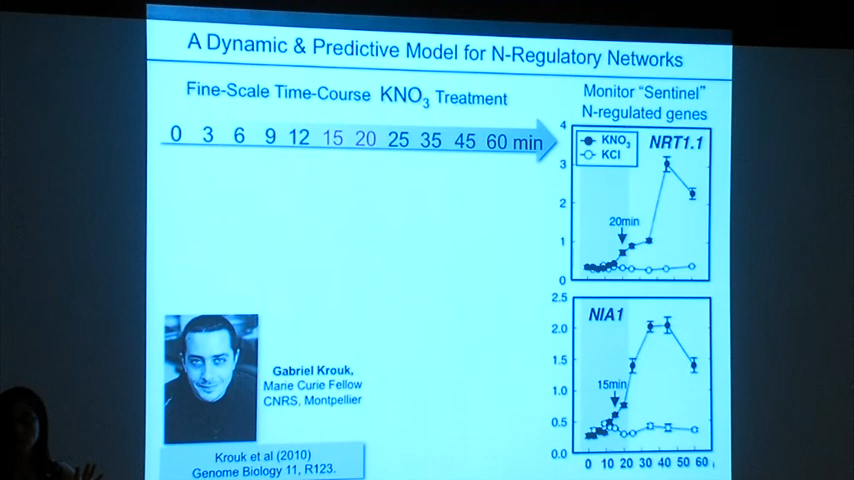 A Dynamic & Predictive Model for N-Regulatory Networks
Fine-Scale Time-Course KNO3 Treatment
0 3 6 9 12 15 20 25 35 45 60 min
Monitor “Sentinel”
N-regulated genes
4
3
2
1
0
KNO3
KCl
NRT1.1
20min
2.5
2.0
1.5
1.0
0.5
0.0
NIA1
15min
0 10 20 30 40 50 60
Gabriel Krouk,
Marie Curie Fellow
CNRS, Montpellier
Krouk et al (2010)
Genome Biology 11, R123.